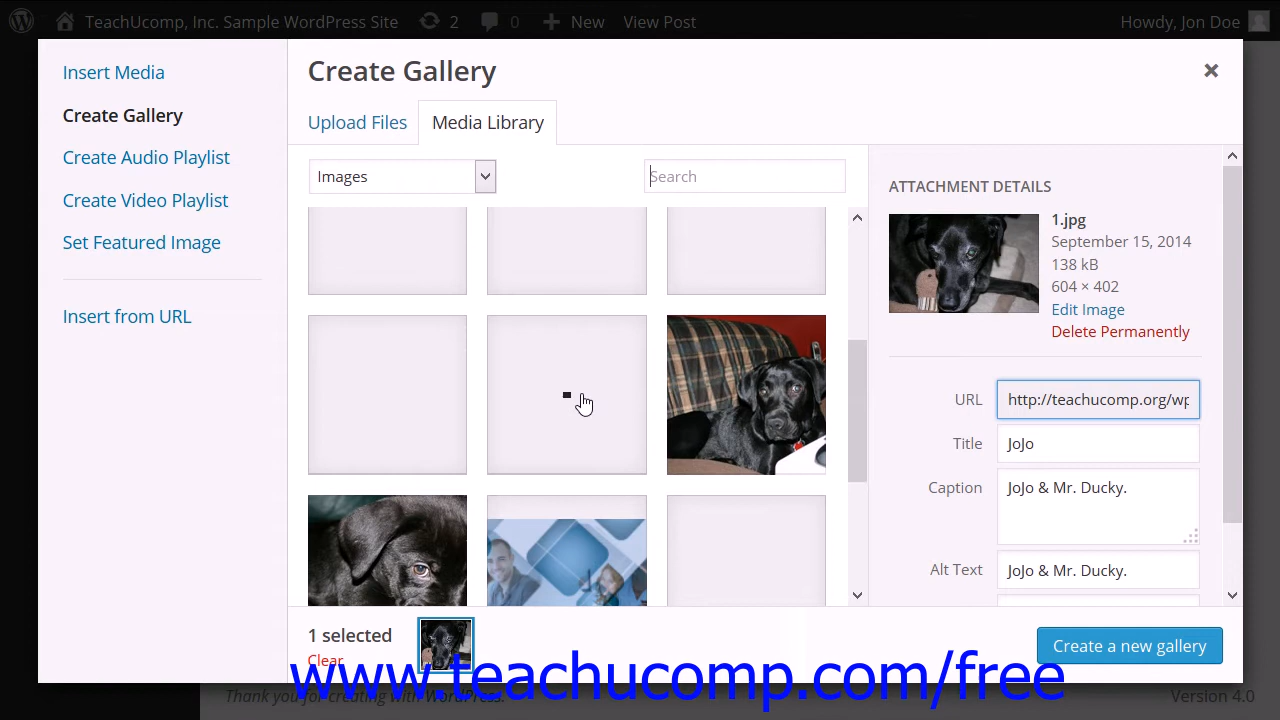 TeachUcomp, Inc. Sample WordPress Site 2 0 New View Post Howdy, Jon Doe
Insert Media
Create Gallery
Create Audio Playlist
Create Video Playlist
Set Featured Image
Insert from URL
Create Gallery
Upload Files Media Library
Images Search
ATTACHMENT DETAILS
1.jpg
September 15, 2014
138 kB
604 × 402
Edit Image
Delete Permanently
URL http://teachucomp.org/wp
Title JoJo
Caption JoJo & Mr. Ducky.
Alt Text JoJo & Mr. Ducky.
1 selected
Clear
Create a new gallery
www.teachucomp.com/free
Thank you for creating with WordPress. Version 4.0